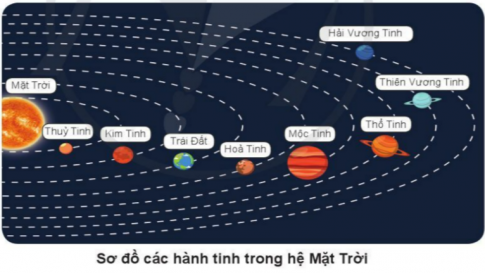 Hải Vương Tinh
Thiên Vương Tinh
Mặt Trời
Thuỷ Tinh
Kim Tinh
Trái Đất
Hoả Tinh
Mộc Tinh
Thổ Tinh
Sơ đồ các hành tinh trong hệ Mặt Trời